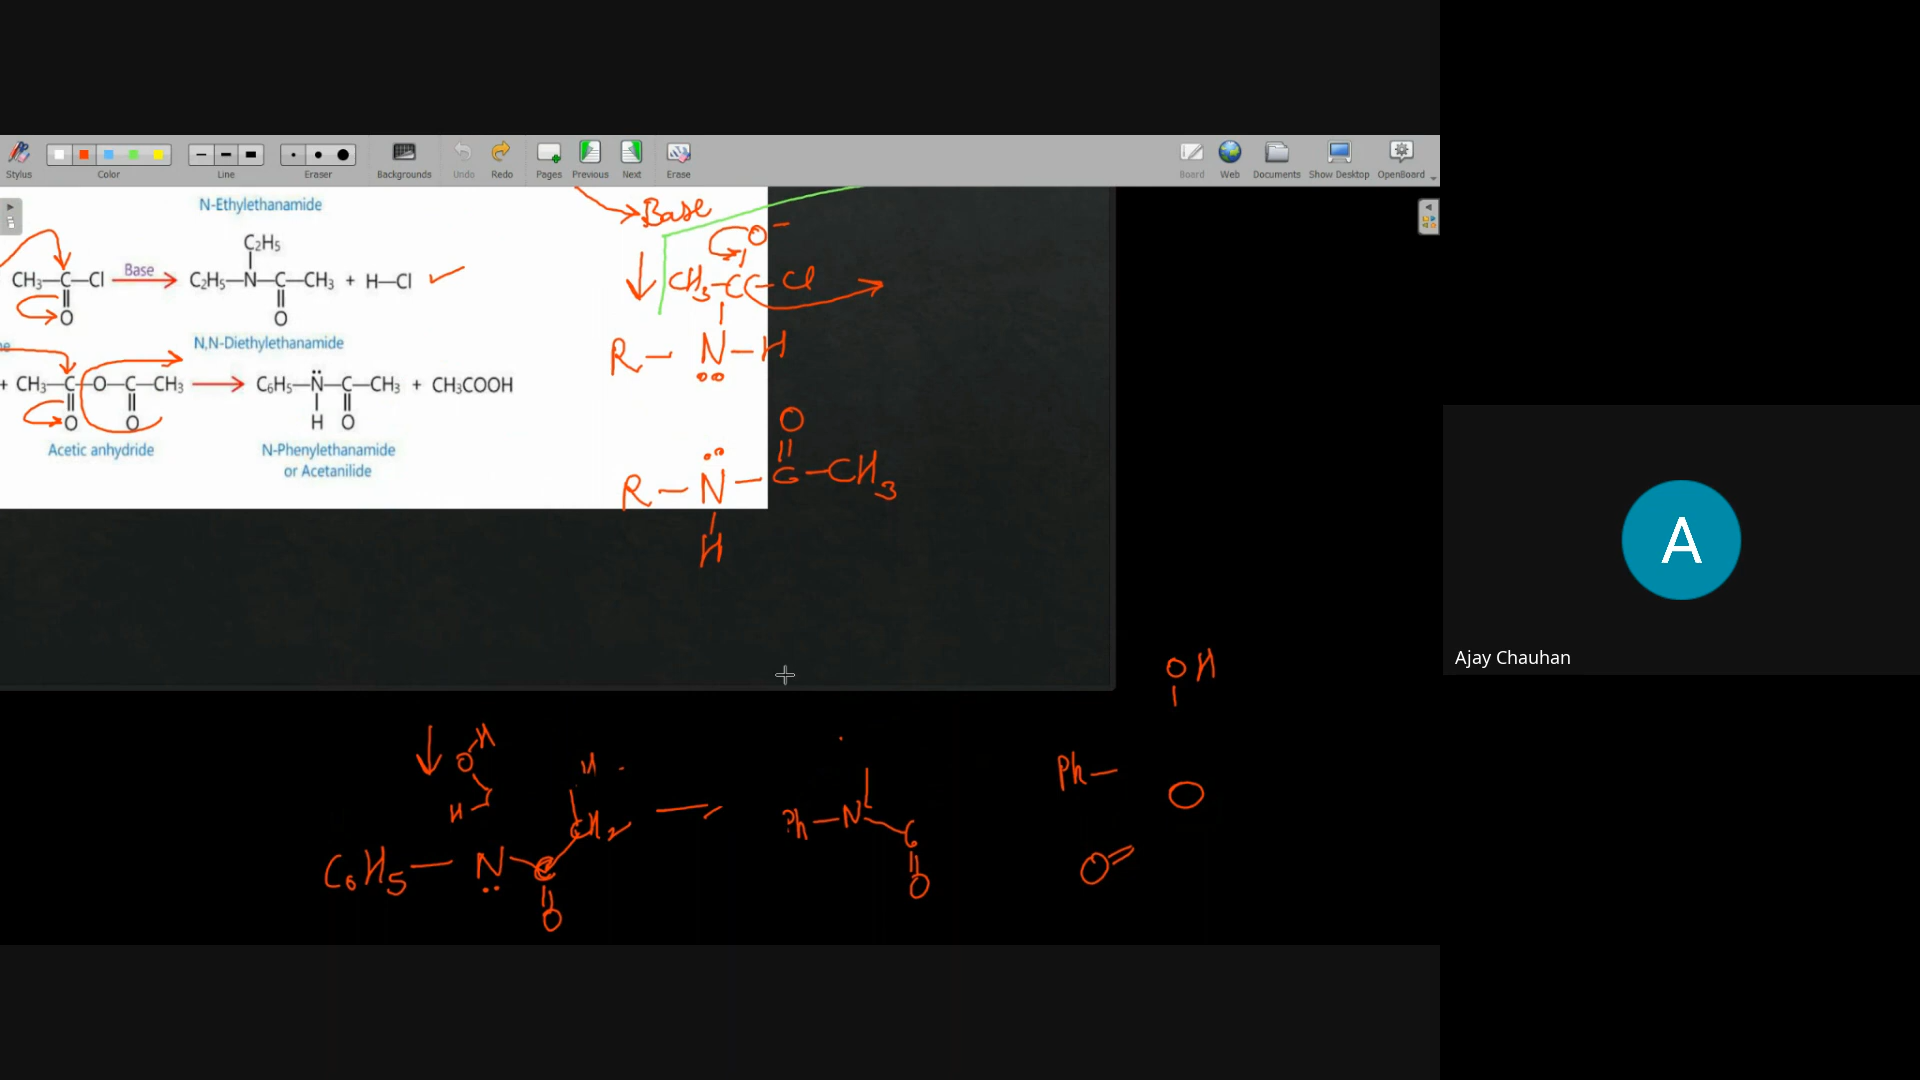 Stylus Color Line Eraser Backgrounds Undo Redo Pages Previous Next Erase Board Web Documents Show Desktop OpenBoard
N-Ethylethanamide
Base
C₂H₅
O⁻
CH₃—C—Cl Base C₂H₅—N—C—CH₃ + H—Cl
CH₃—C—Cl
O O
N,N-Diethylethanamide
R—N—H
+ CH₃—C—O—C—CH₃ C₆H₅—N—C—CH₃ + CH₃COOH
O O H O
O
Acetic anhydride N-Phenylethanamide
or Acetanilide
R—N—C—CH₃
H
A
Ajay Chauhan
OH
H
O
H
H
CH₂
Ph—
O
Ph—N—C
C₆H₅—N—C
O=
O O